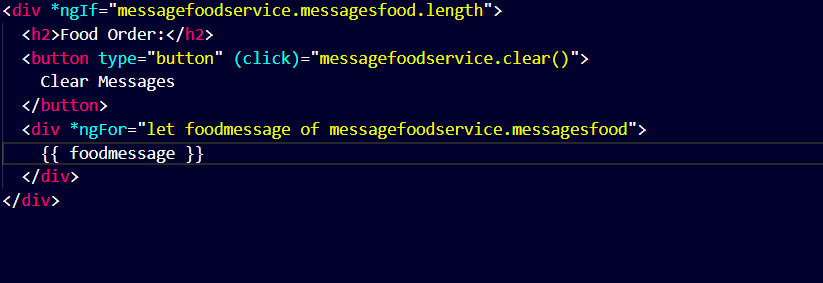 <div *ngIf="messagefoodservice.messagesfood.length">
<h2>Food Order:</h2>
<button type="button" (click)="messagefoodservice.clear()">
Clear Messages
</button>
<div *ngFor="let foodmessage of messagefoodservice.messagesfood">
{{ foodmessage }}
</div>
</div>